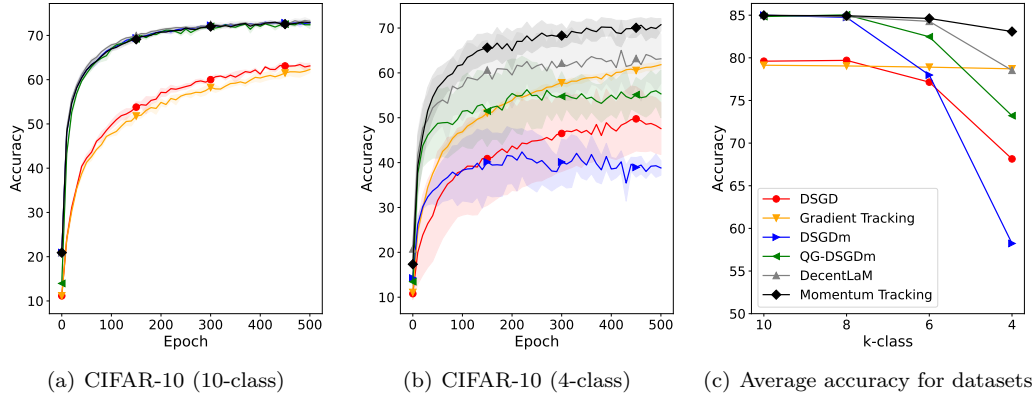 70
60
50
40
30
20
10
Accuracy
0 100 200 300 400 500
Epoch
(a) CIFAR-10 (10-class)
80
70
60
50
40
30
20
10
Accuracy
0 100 200 300 400 500
Epoch
(b) CIFAR-10 (4-class)
85
80
75
70
65
60
55
50
Accuracy
DSGD
Gradient Tracking
DSGDm
QG-DSGDm
DecentLaM
Momentum Tracking
10 8 6 4
k-class
(c) Average accuracy for datasets